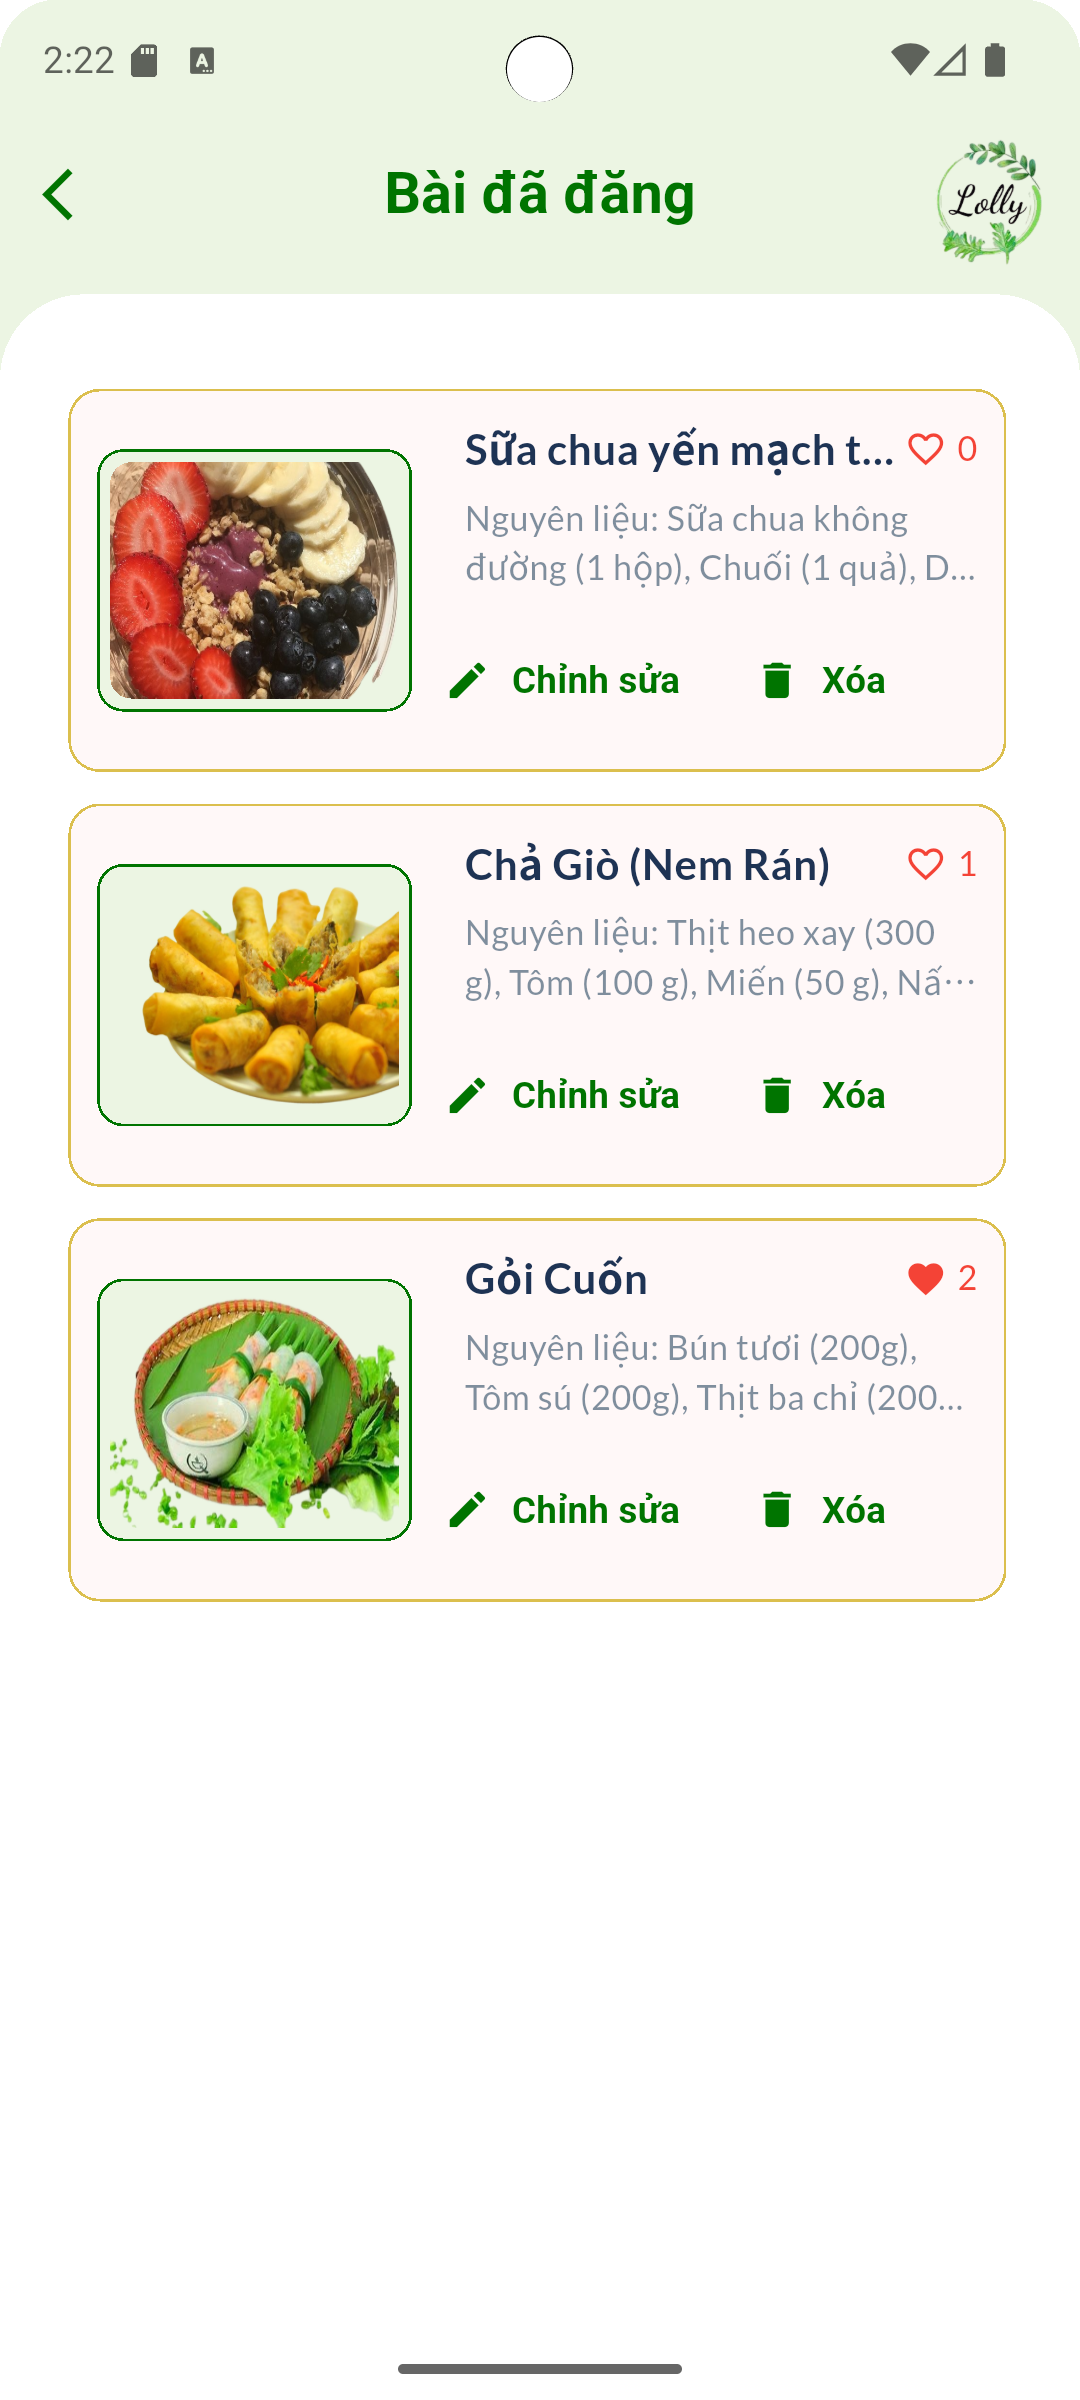 2:22
Bài đã đăng
Lolly
Sữa chua yến mạch t... 0
Nguyên liệu: Sữa chua không
đường (1 hộp), Chuối (1 quả), D...
Chỉnh sửa Xóa
Chả Giò (Nem Rán) 1
Nguyên liệu: Thịt heo xay (300
g), Tôm (100 g), Miến (50 g), Nấ...
Chỉnh sửa Xóa
Gỏi Cuốn 2
Nguyên liệu: Bún tươi (200g),
Tôm sú (200g), Thịt ba chỉ (200...
Chỉnh sửa Xóa